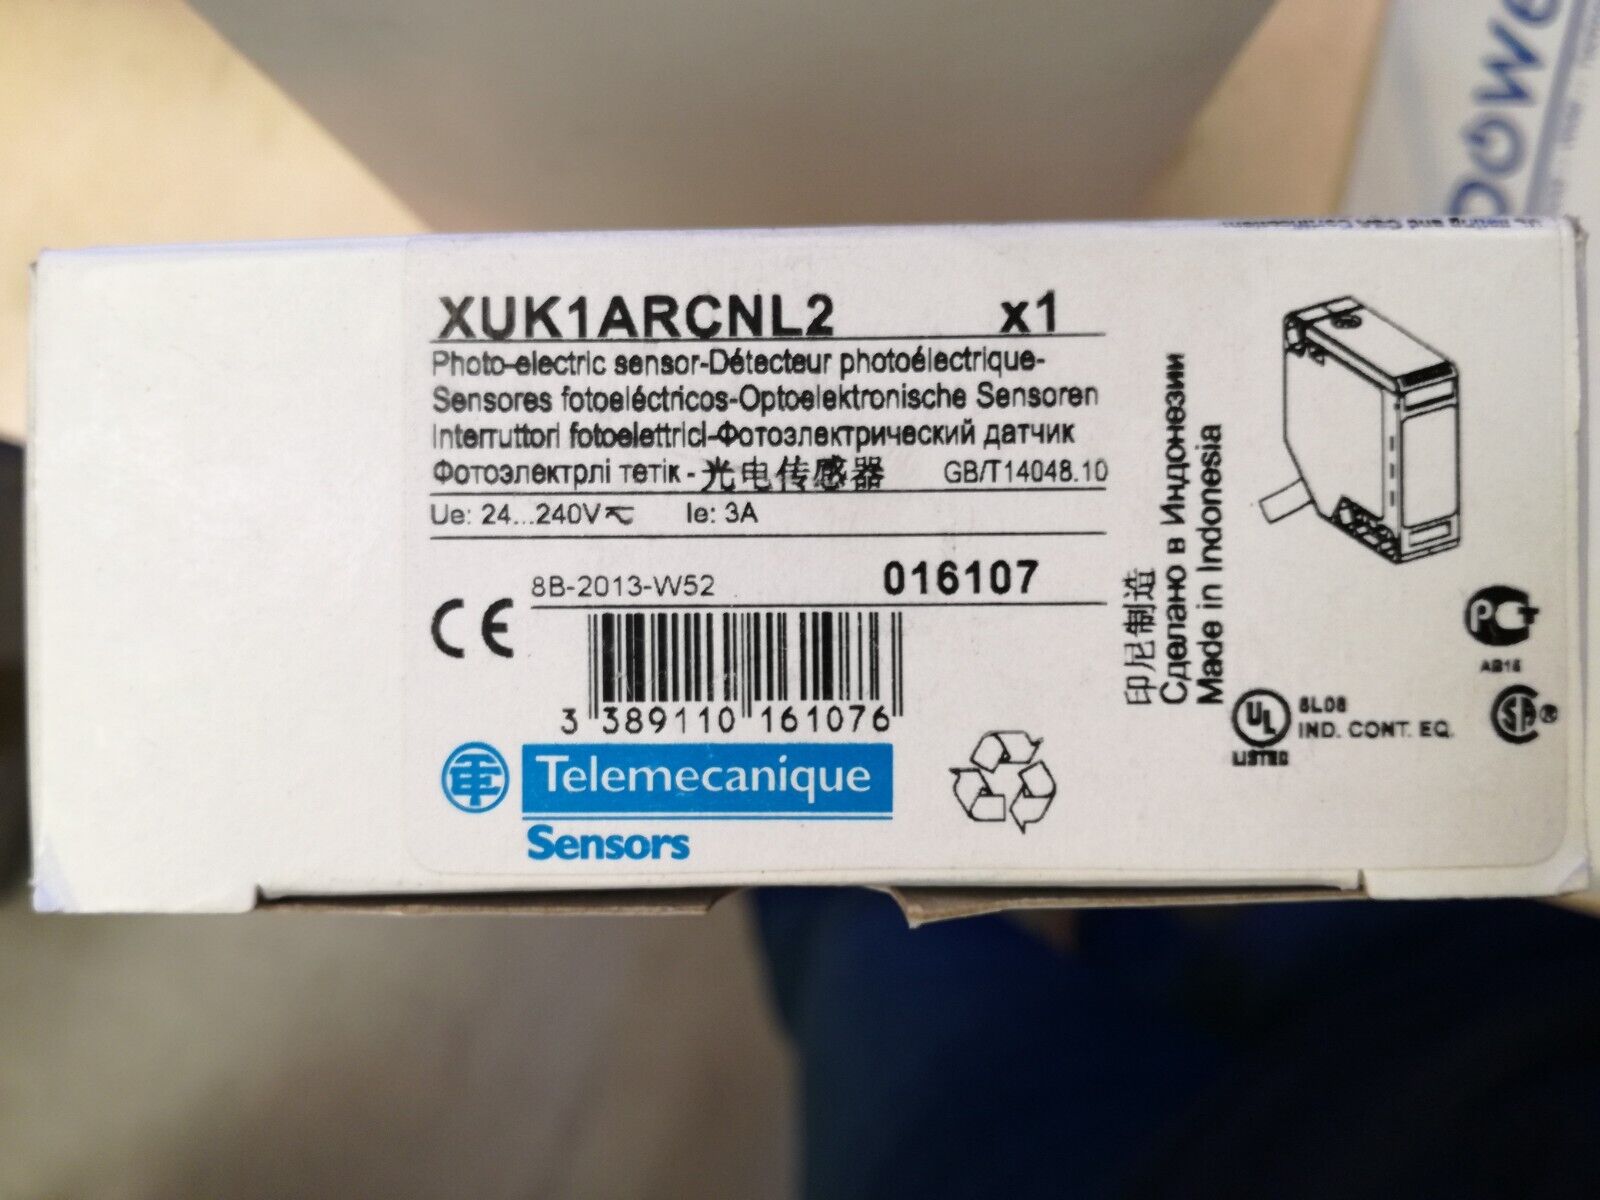 XUK1ARCNL2 x1
Photo-electric sensor-Détecteur photoélectrique-
Sensores fotoeléctricos-Optoelektronische Sensoren
Interruttori fotoelettrici-Фотоэлектрический датчик
Фотоэлектрлі тетік - 光电传感器 GB/T14048.10
Ue: 24...240V Ie: 3A
8B-2013-W52 016107
CE
3 389110 161076
Telemecanique
Sensors
印尼制造
Сделано в Индонезии
Made in Indonesia
UL
LISTED
IND. CONT. EQ.